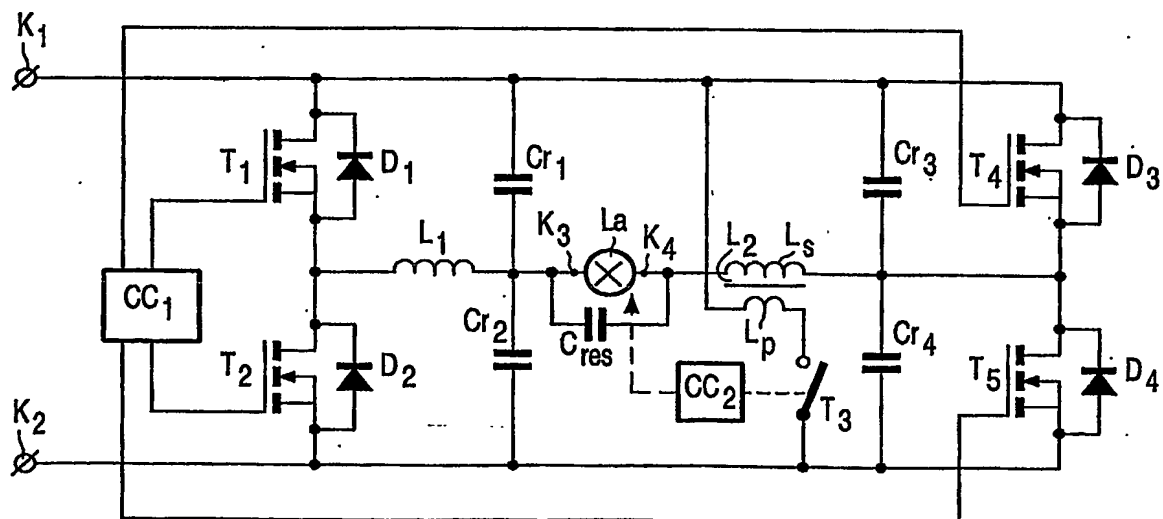 K1
T1
D1
Cr1
Cr3
T4
D3
L1
K3
La
K4
L2
Ls
CC1
Cr2
Cres
Lp
Cr4
T2
D2
CC2
T3
T5
D4
K2